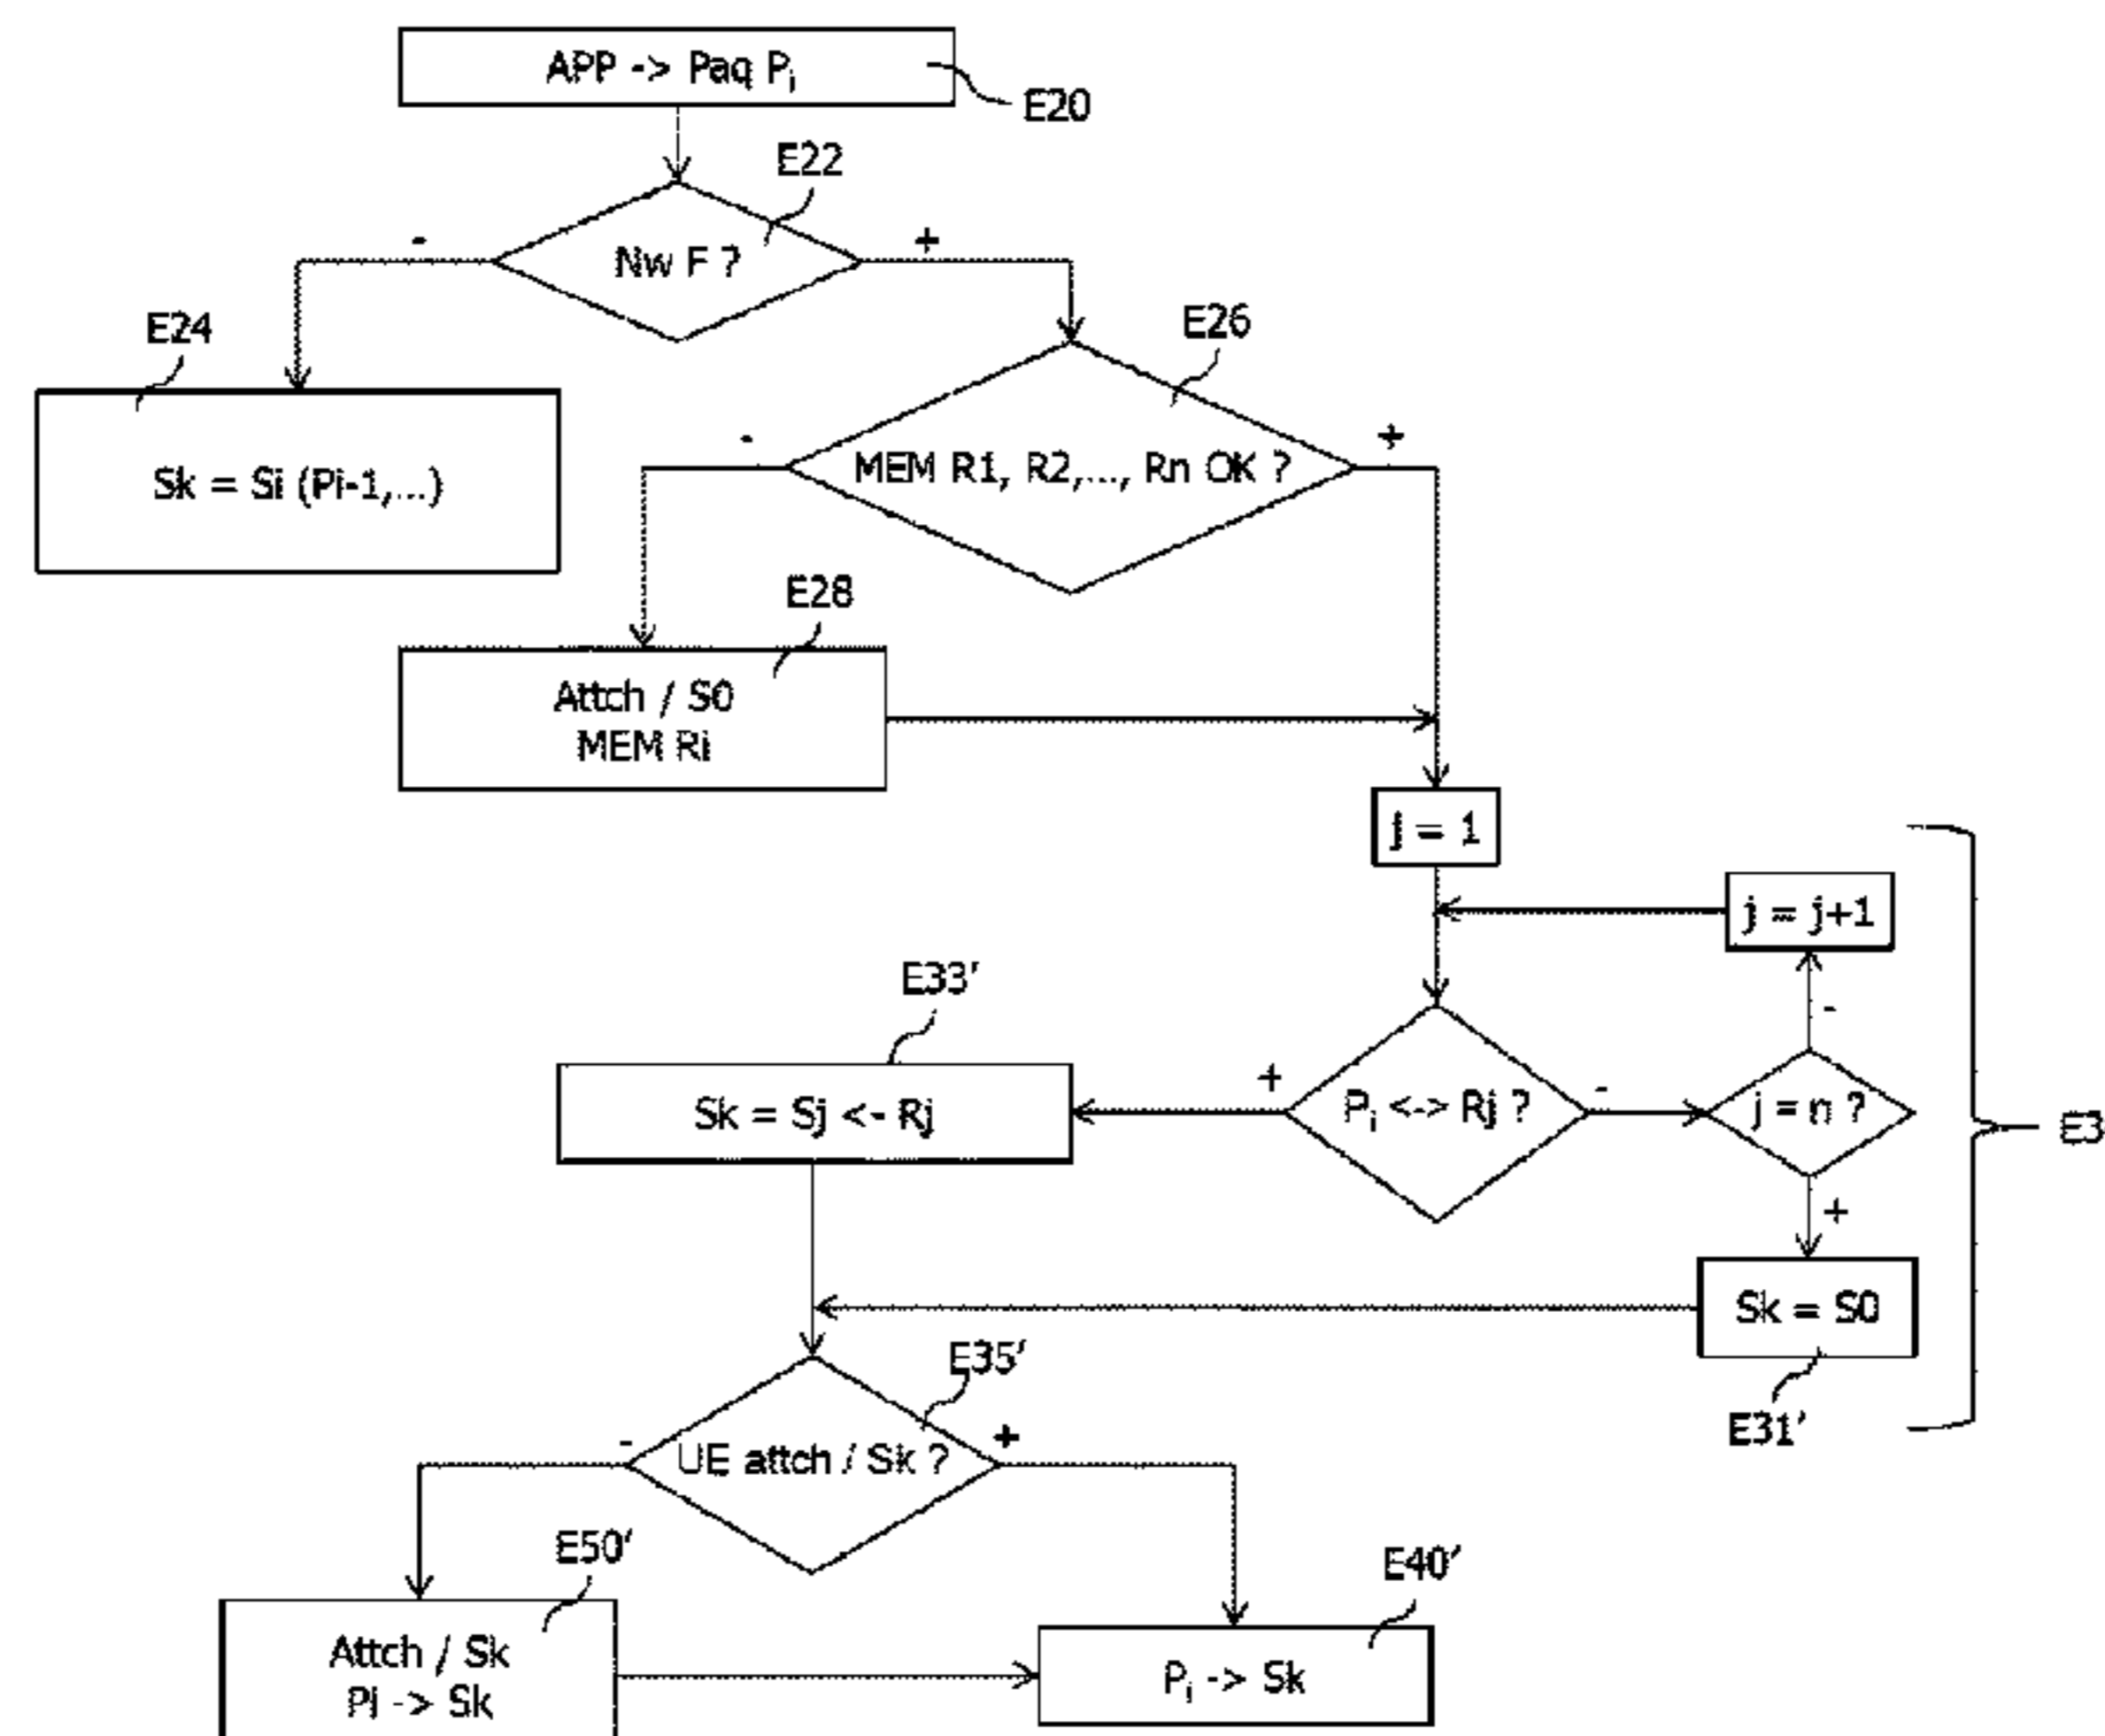 APP -> Paq Pi
E20
E22
Nw F ?
-
+
E24
E26
Sk = Si (Pi-1,...)
-
+
MEM R1, R2,..., Rn OK ?
E28
Attch / S0
MEM Ri
j = 1
j = j+1
E33'
-
Sk = Sj <- Rj
+
Pi <-> Rj ?
-
j = n ?
E3
+
Sk = S0
E31'
E35'
-
+
UE attch / Sk ?
E50'
E40'
Attch / Sk
Pi -> Sk
Pi -> Sk